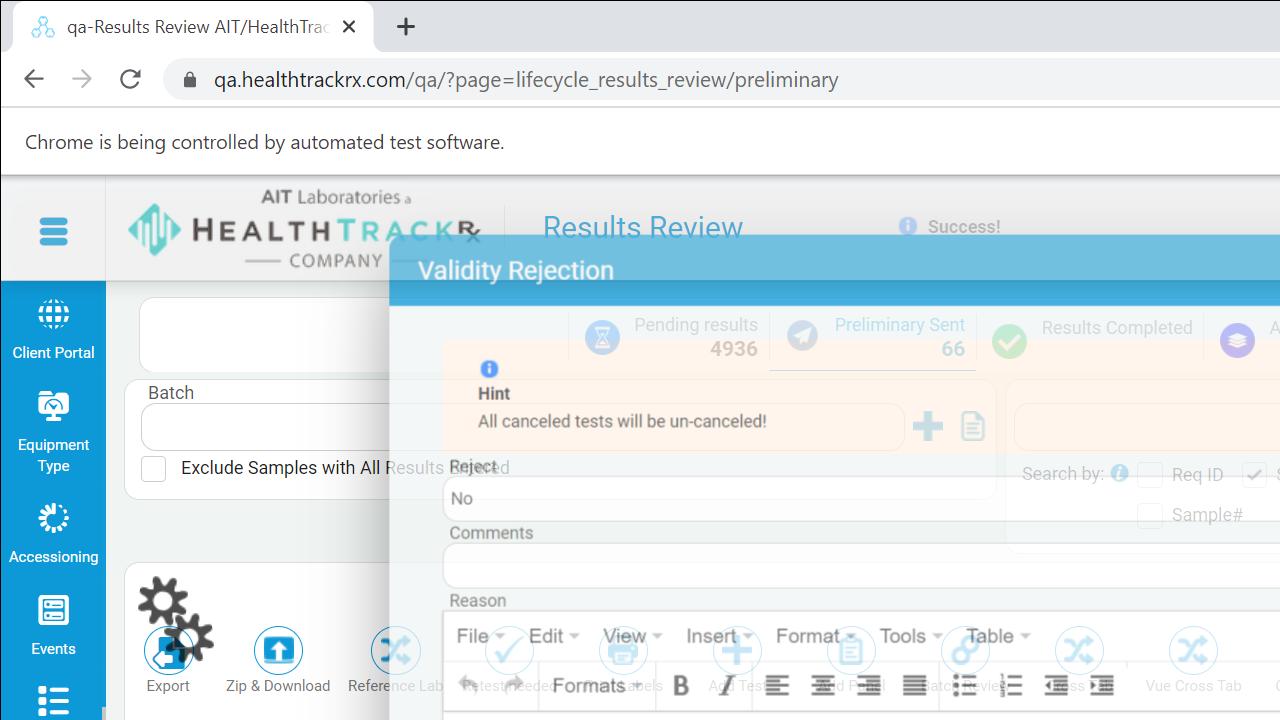 qa-Results Review AIT/HealthTrac
qa.healthtrackrx.com/qa/?page=lifecycle_results_review/preliminary
Chrome is being controlled by automated test software.
AIT Laboratories a
HEALTHTRACKRx
COMPANY
Results Review
Success!
Validity Rejection
Client Portal
Pending results
4936
Preliminary Sent
66
Results Completed
A
Hint
All canceled tests will be un-canceled!
Batch
Equipment
Type
Exclude Samples with All Results Entered
Reject
No
Search by:
Req ID
S
Sample#
Comments
Accessioning
Reason
File Edit View Insert Format Tools Table
Events
Formats B I
Export
Zip & Download
Reference Lab
Vue Cross Tab